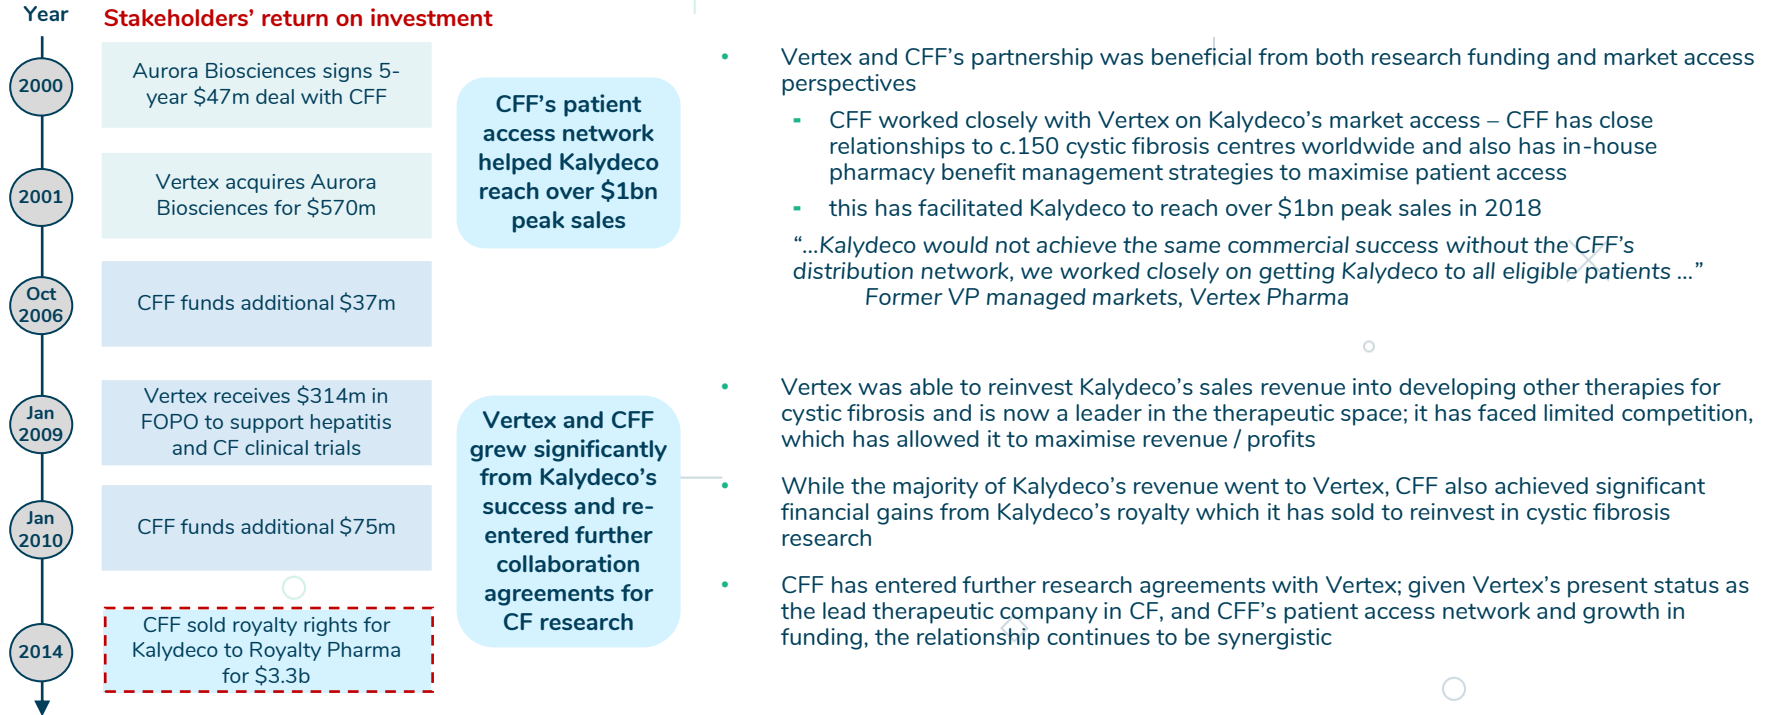 Year
Stakeholders’ return on investment
2000
Aurora Biosciences signs 5-
year $47m deal with CFF
2001
Vertex acquires Aurora
Biosciences for $570m
Oct
2006
CFF funds additional $37m
Jan
2009
Vertex receives $314m in
FOPO to support hepatitis
and CF clinical trials
Jan
2010
CFF funds additional $75m
2014
CFF sold royalty rights for
Kalydeco to Royalty Pharma
for $3.3b
CFF’s patient
access network
helped Kalydeco
reach over $1bn
peak sales
Vertex and CFF
grew significantly
from Kalydeco’s
success and re-
entered further
collaboration
agreements for
CF research
• Vertex and CFF’s partnership was beneficial from both research funding and market access
perspectives
- CFF worked closely with Vertex on Kalydeco’s market access – CFF has close
relationships to c.150 cystic fibrosis centres worldwide and also has in-house
pharmacy benefit management strategies to maximise patient access
- this has facilitated Kalydeco to reach over $1bn peak sales in 2018
“…Kalydeco would not achieve the same commercial success without the CFF’s
distribution network, we worked closely on getting Kalydeco to all eligible patients …”
Former VP managed markets, Vertex Pharma
• Vertex was able to reinvest Kalydeco’s sales revenue into developing other therapies for
cystic fibrosis and is now a leader in the therapeutic space; it has faced limited competition,
which has allowed it to maximise revenue / profits
• While the majority of Kalydeco’s revenue went to Vertex, CFF also achieved significant
financial gains from Kalydeco’s royalty which it has sold to reinvest in cystic fibrosis
research
• CFF has entered further research agreements with Vertex; given Vertex’s present status as
the lead therapeutic company in CF, and CFF’s patient access network and growth in
funding, the relationship continues to be synergistic